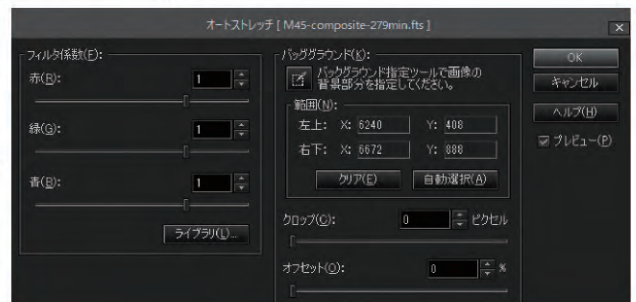 オートストレッチ [ M45-composite-279min.fts ]
フィルタ係数(F):
赤(R): 1
緑(G): 1
青(B): 1
ライブラリ(L)...
バックグラウンド(K):
バックグラウンド指定ツールで画像の
背景部分を指定してください。
範囲(N):
左上: X: 6240 Y: 408
右下: X: 6672 Y: 888
クリア(E) 自動選択(A)
クロップ(C): 0 ピクセル
オフセット(O): 0 %
OK
キャンセル
ヘルプ(H)
プレビュー(P)